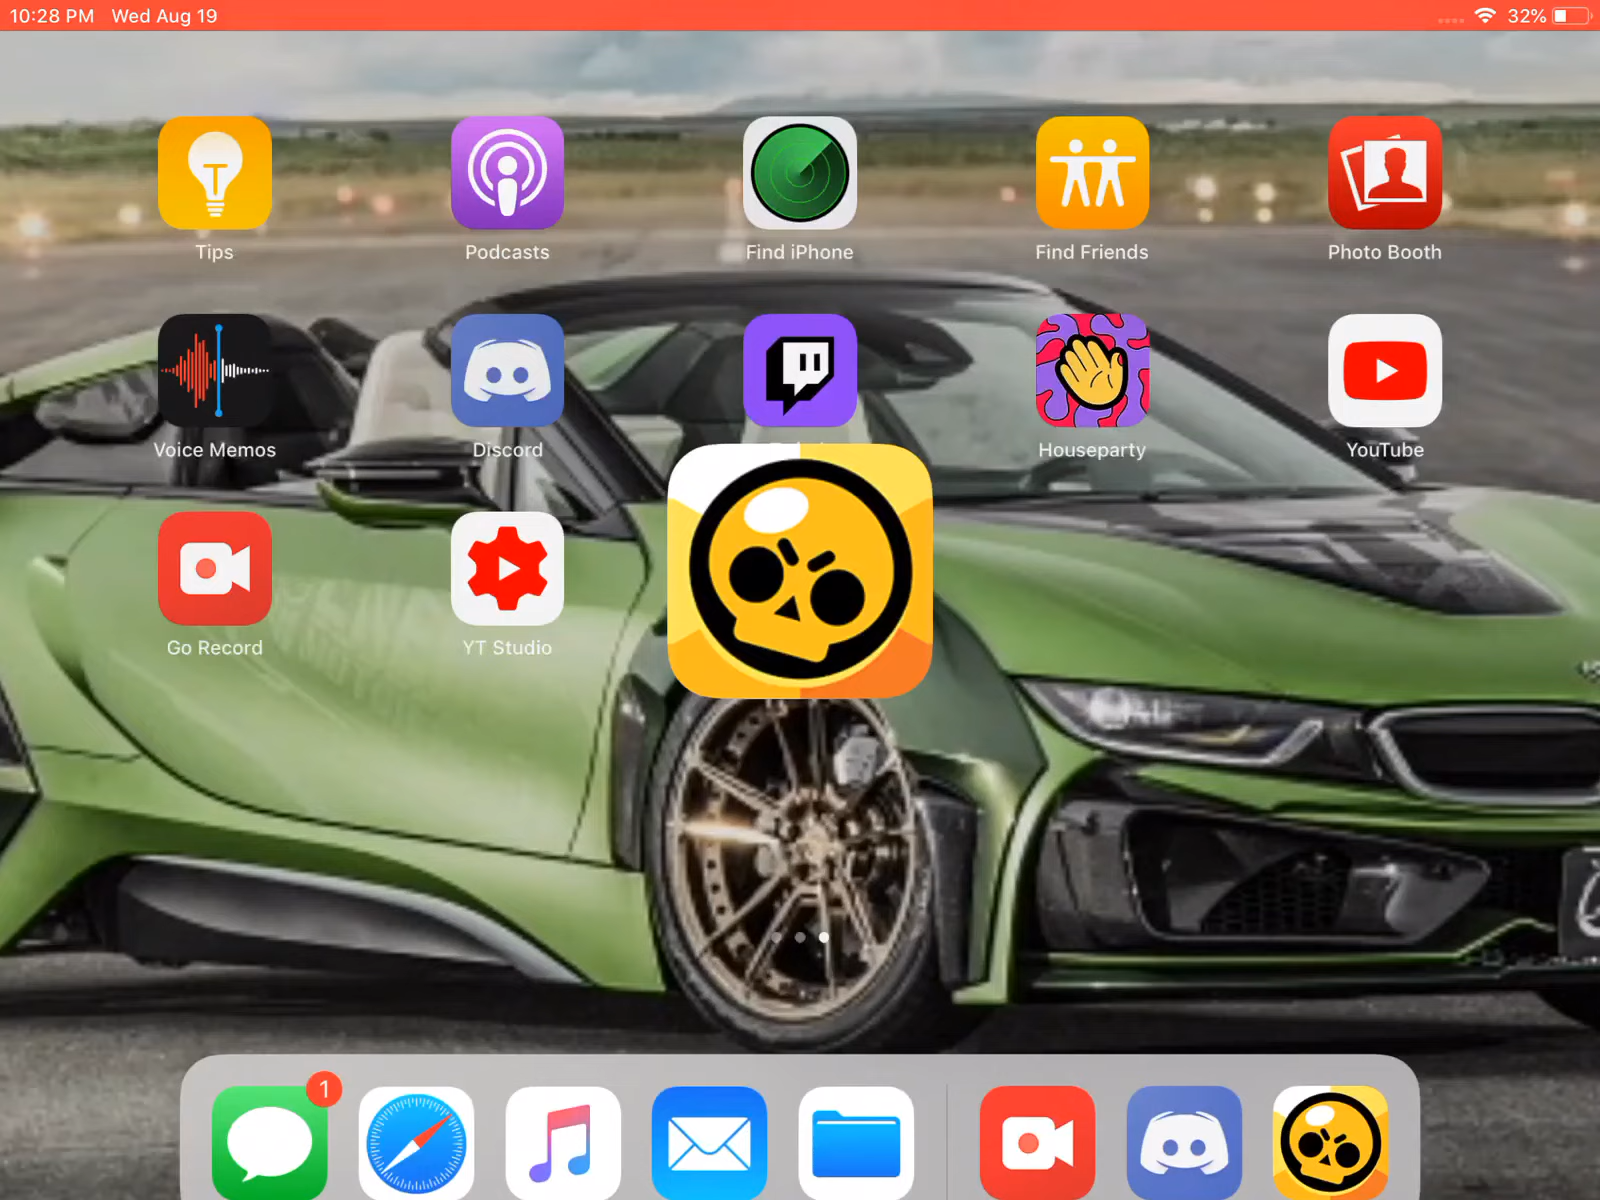 10:28 PM Wed Aug 19 32%
Tips Podcasts Find iPhone Find Friends Photo Booth
Voice Memos Discord Houseparty YouTube
Go Record YT Studio
1